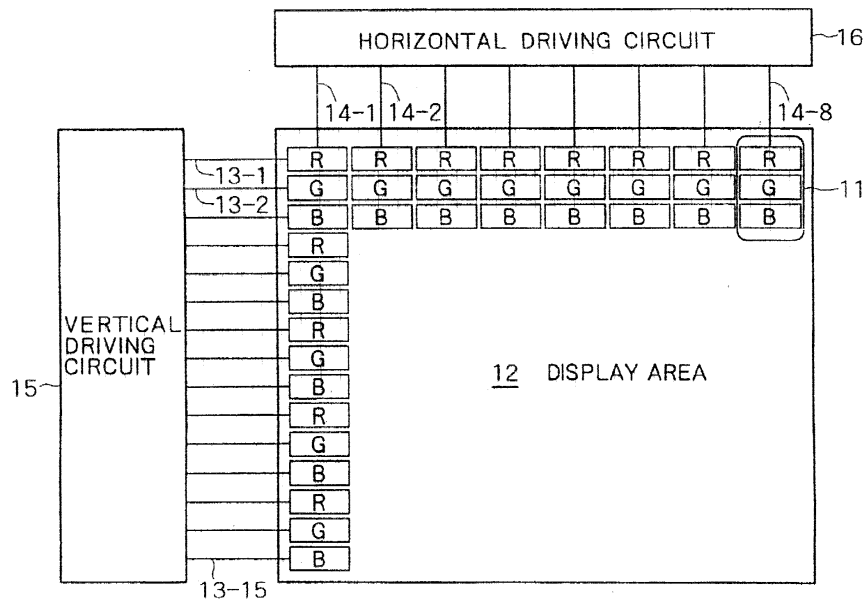 HORIZONTAL DRIVING CIRCUIT
16
14-1
14-2
14-8
13-1
R R R R R R R R
13-2
G G G G G G G G
11
B B B B B B B B
R
G
B
R
G
B
R
G
B
R
G
B
VERTICAL
DRIVING
CIRCUIT
15
12 DISPLAY AREA
13-15